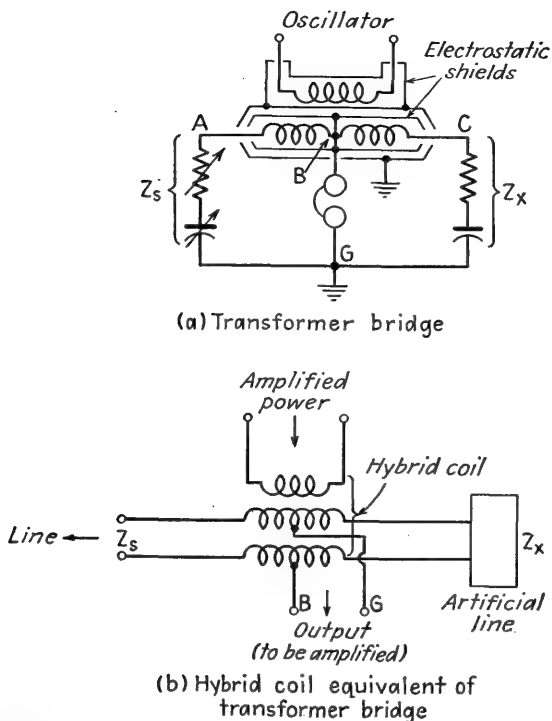 Oscillator
Electrostatic
shields
A
C
B
Zs
Zx
G
(a) Transformer bridge
Amplified
power
Hybrid coil
Line
Zs
Zx
B
G
Output
(to be amplified)
Artificial
line
(b) Hybrid coil equivalent of
transformer bridge